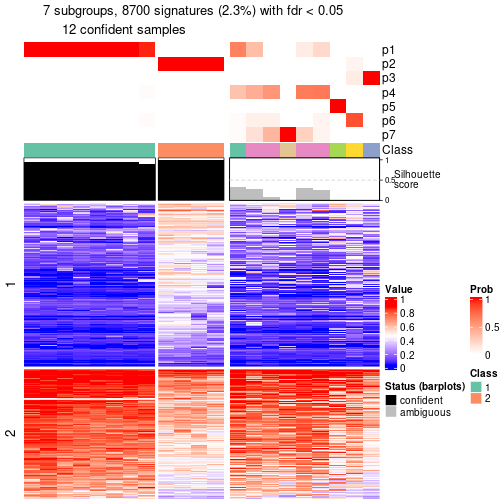 7 subgroups, 8700 signatures (2.3%) with fdr < 0.05
12 confident samples
p1
p2
p3
p4
p5
p6
p7
Class
1
0.5
0
Silhouette
score
1
2
Value
1
0.8
0.6
0.4
0.2
0
Status (barplots)
confident
ambiguous
Prob
1
0.5
0
Class
1
2